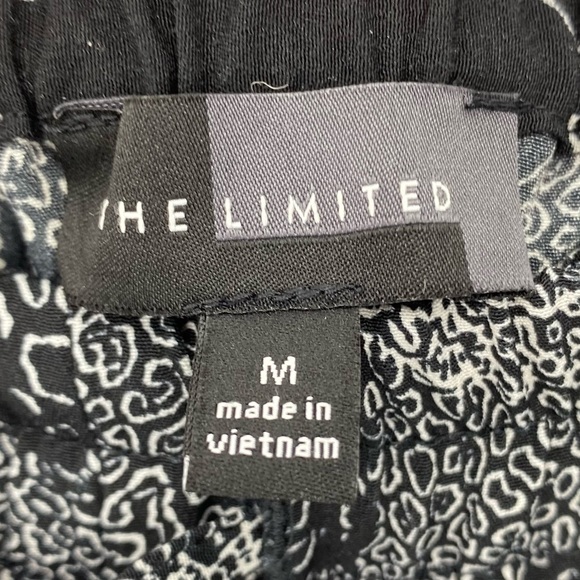 THE LIMITED
M
made in
vietnam